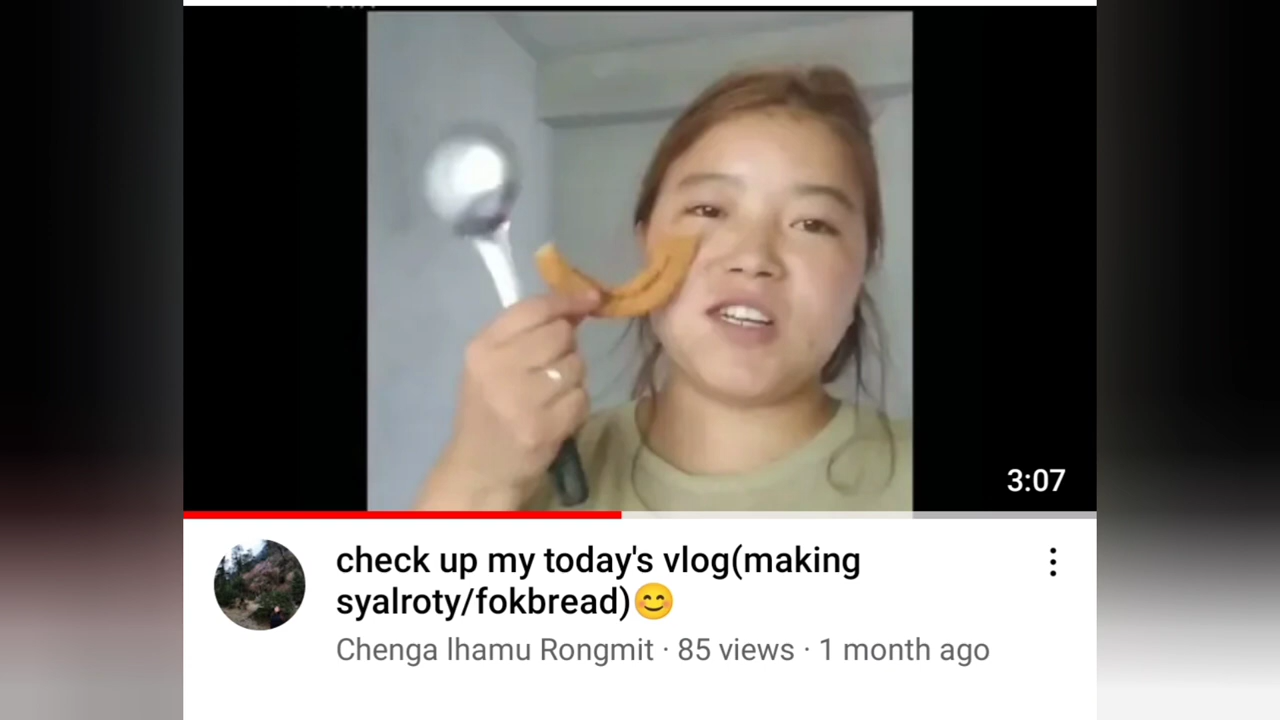 3:07
check up my today's vlog(making
syalroty/fokbread)😊
Chenga lhamu Rongmit · 85 views · 1 month ago